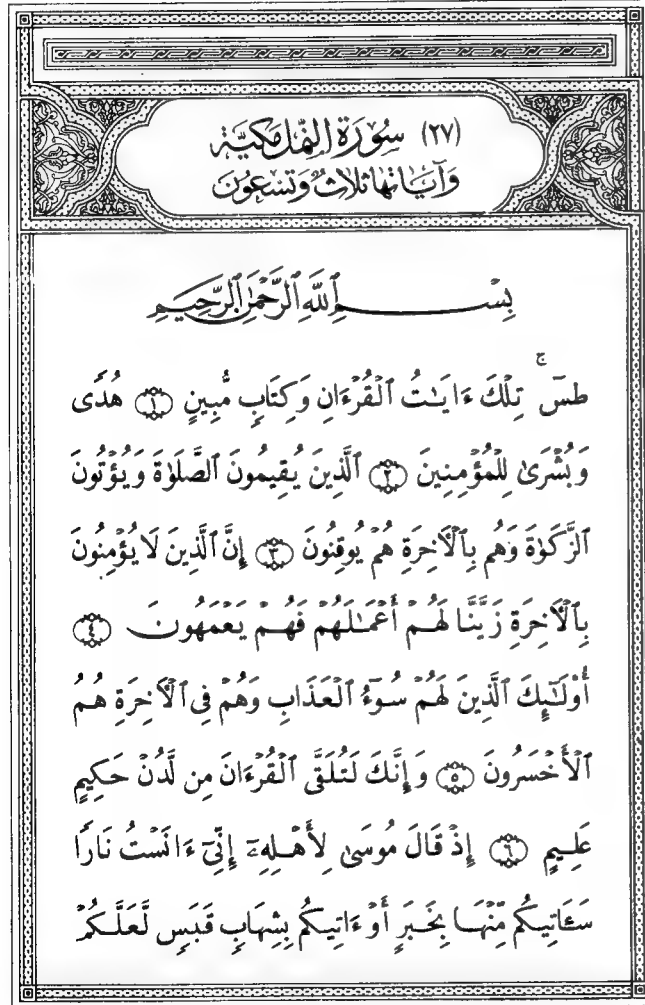 (٢٧) سُورَةُ النَّمْلِ مَكِّيَّة
وَآيَاتُهَا ثَلَاثٌ وَتِسْعُونَ
بِسْمِ ٱللَّهِ ٱلرَّحْمَٰنِ ٱلرَّحِيمِ
طسٓ ۚ تِلْكَ ءَايَٰتُ ٱلْقُرْءَانِ وَكِتَابٍ مُّبِينٍ ﴿١﴾ هُدًى
وَبُشْرَىٰ لِلْمُؤْمِنِينَ ﴿٢﴾ ٱلَّذِينَ يُقِيمُونَ ٱلصَّلَوٰةَ وَيُؤْتُونَ
ٱلزَّكَوٰةَ وَهُم بِٱلْأَخِرَةِ هُمْ يُوقِنُونَ ﴿٣﴾ إِنَّ ٱلَّذِينَ لَا يُؤْمِنُونَ
بِٱلْأَخِرَةِ زَيَّنَّا لَهُمْ أَعْمَٰلَهُمْ فَهُمْ يَعْمَهُونَ ﴿٤﴾
أُوْلَٰٓئِكَ ٱلَّذِينَ لَهُمْ سُوٓءُ ٱلْعَذَابِ وَهُمْ فِى ٱلْأَخِرَةِ هُمُ
ٱلْأَخْسَرُونَ ﴿٥﴾ وَإِنَّكَ لَتُلَقَّى ٱلْقُرْءَانَ مِن لَّدُنْ حَكِيمٍ
عَلِيمٍ ﴿٦﴾ إِذْ قَالَ مُوسَىٰ لِأَهْلِهِۦٓ إِنِّىٓ ءَانَسْتُ نَارًا
سَـَٔاتِيكُم مِّنْهَا بِخَبَرٍ أَوْ ءَاتِيكُم بِشِهَابٍ قَبَسٍ لَّعَلَّكُمْ